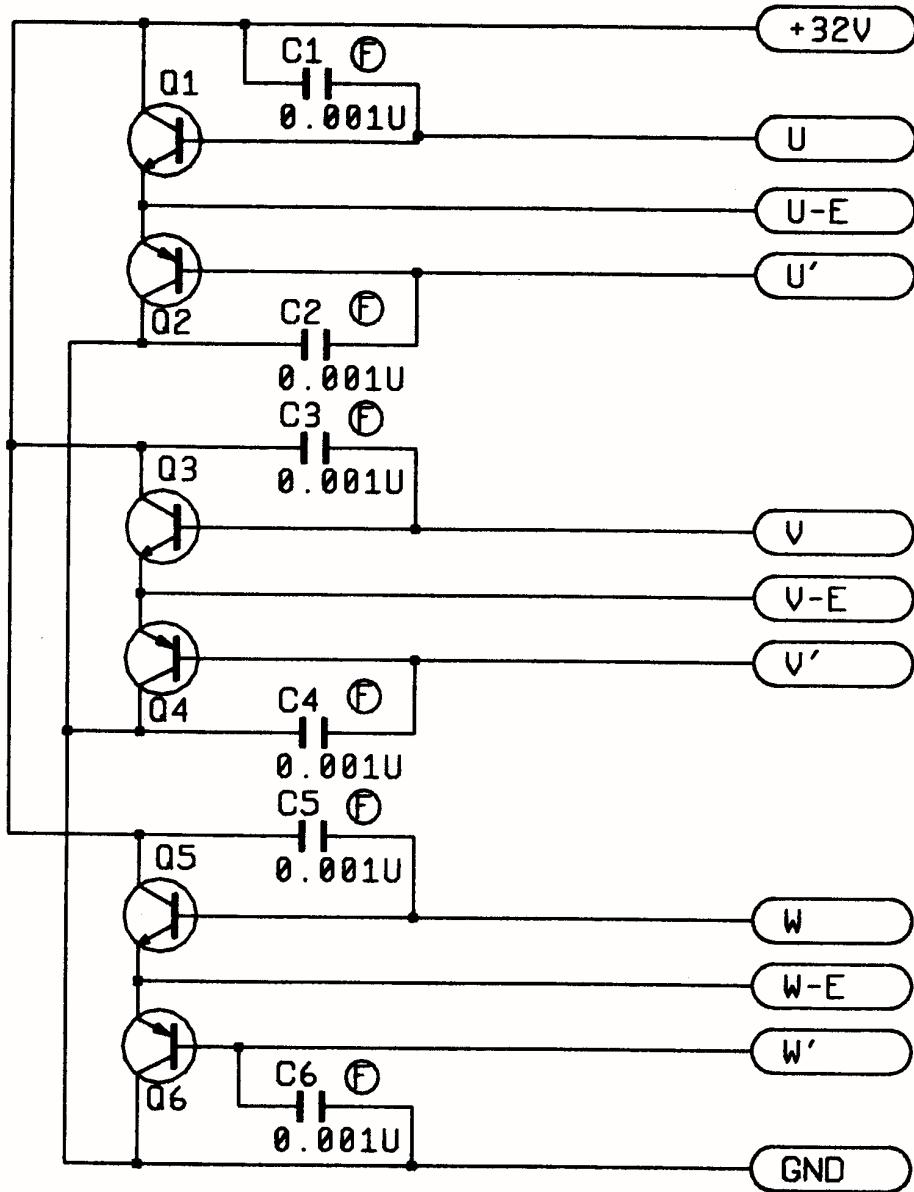 +32V
C1 F
Q1
0.001U
U
U-E
U'
Q2
C2 F
0.001U
C3 F
Q3
0.001U
V
V-E
V'
Q4
C4 F
0.001U
C5 F
Q5
0.001U
W
W-E
W'
C6 F
Q6
0.001U
GND